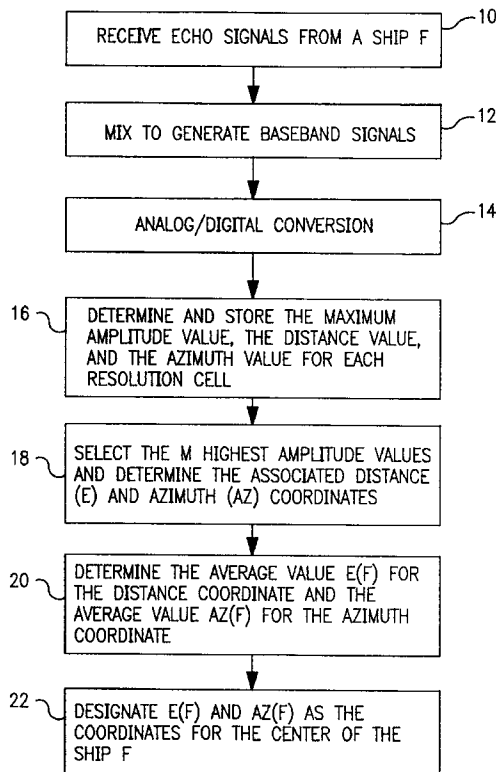 RECEIVE ECHO SIGNALS FROM A SHIP F
10
MIX TO GENERATE BASEBAND SIGNALS
12
ANALOG/DIGITAL CONVERSION
14
16
DETERMINE AND STORE THE MAXIMUM
AMPLITUDE VALUE, THE DISTANCE VALUE,
AND THE AZIMUTH VALUE FOR EACH
RESOLUTION CELL
18
SELECT THE M HIGHEST AMPLITUDE VALUES
AND DETERMINE THE ASSOCIATED DISTANCE
(E) AND AZIMUTH (AZ) COORDINATES
20
DETERMINE THE AVERAGE VALUE E(F) FOR
THE DISTANCE COORDINATE AND THE
AVERAGE VALUE AZ(F) FOR THE AZIMUTH
COORDINATE
22
DESIGNATE E(F) AND AZ(F) AS THE
COORDINATES FOR THE CENTER OF THE
SHIP F